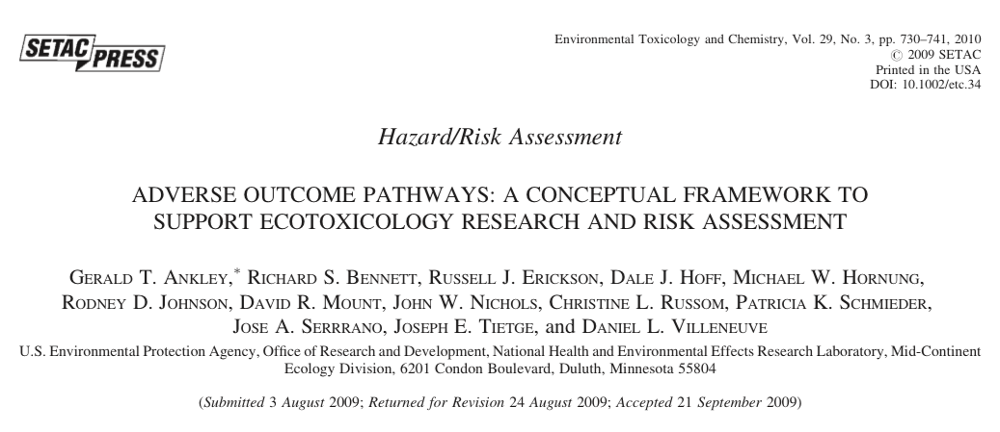 SETAC PRESS
Environmental Toxicology and Chemistry, Vol. 29, No. 3, pp. 730–741, 2010
© 2009 SETAC
Printed in the USA
DOI: 10.1002/etc.34
Hazard/Risk Assessment
ADVERSE OUTCOME PATHWAYS: A CONCEPTUAL FRAMEWORK TO
SUPPORT ECOTOXICOLOGY RESEARCH AND RISK ASSESSMENT
GERALD T. ANKLEY,* RICHARD S. BENNETT, RUSSELL J. ERICKSON, DALE J. HOFF, MICHAEL W. HORNUNG,
RODNEY D. JOHNSON, DAVID R. MOUNT, JOHN W. NICHOLS, CHRISTINE L. RUSSOM, PATRICIA K. SCHMIEDER,
JOSE A. SERRRANO, JOSEPH E. TIETGE, and DANIEL L. VILLENEUVE
U.S. Environmental Protection Agency, Office of Research and Development, National Health and Environmental Effects Research Laboratory, Mid-Continent
Ecology Division, 6201 Condon Boulevard, Duluth, Minnesota 55804
(Submitted 3 August 2009; Returned for Revision 24 August 2009; Accepted 21 September 2009)